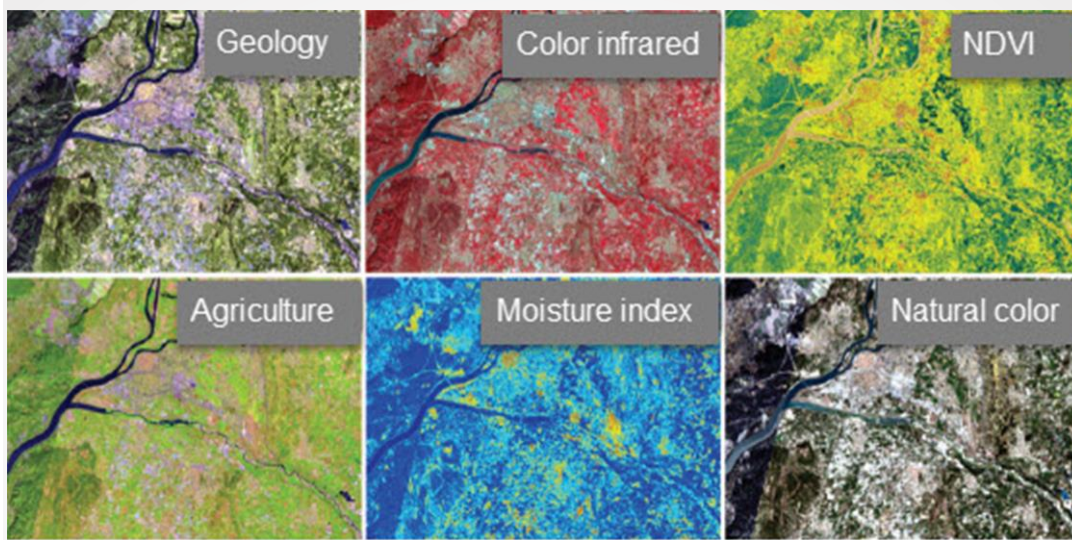 Geology
Color infrared
NDVI
Agriculture
Moisture index
Natural color